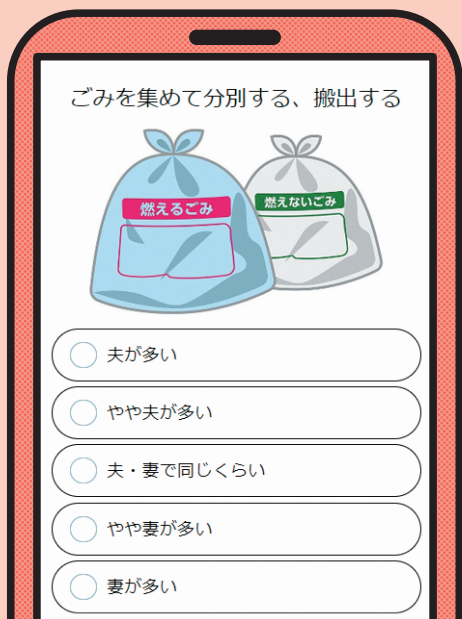 ごみを集めて分別する、搬出する
燃えるごみ
燃えないごみ
夫が多い
やや夫が多い
夫・妻で同じくらい
やや妻が多い
妻が多い